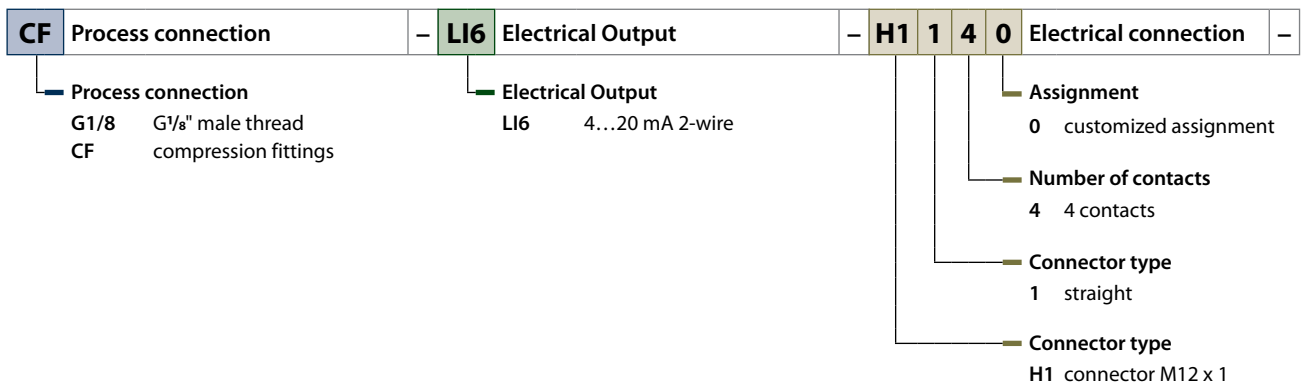 CF Process connection – LI6 Electrical Output – H1 1 4 0 Electrical connection –
Process connection
G1/8 G1/8" male thread
CF compression fittings
Electrical Output
LI6 4…20 mA 2-wire
Assignment
0 customized assignment
Number of contacts
4 4 contacts
Connector type
1 straight
Connector type
H1 connector M12 x 1